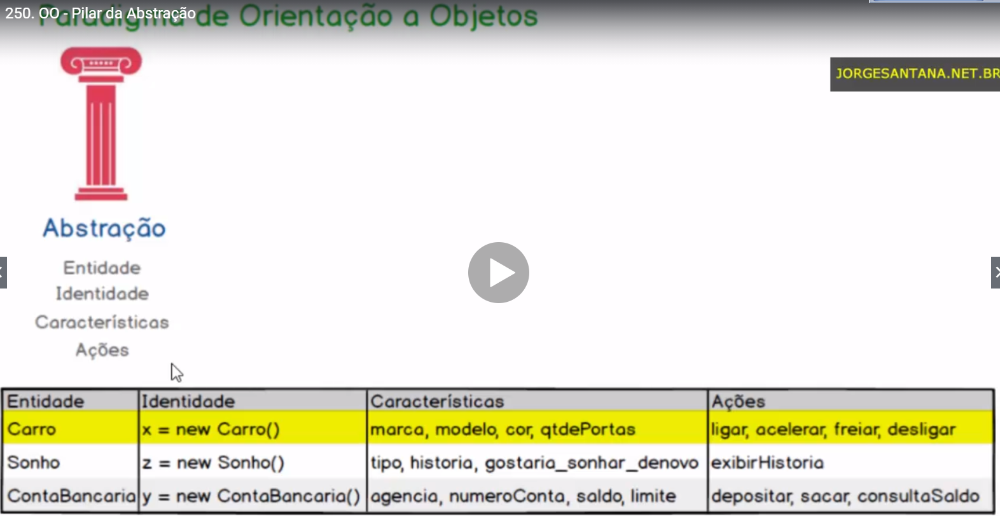 250. OO - Pilar da Abstração
Paradigma de Orientação a Objetos
JORGESANTANA.NET.BR
Abstração
Entidade
Identidade
Características
Ações
Entidade Identidade Características Ações
Carro x = new Carro() marca, modelo, cor, qtdePortas ligar, acelerar, freiar, desligar
Sonho z = new Sonho() tipo, historia, gostaria_sonhar_denovo exibirHistoria
ContaBancaria y = new ContaBancaria() agencia, numeroConta, saldo, limite depositar, sacar, consultaSaldo